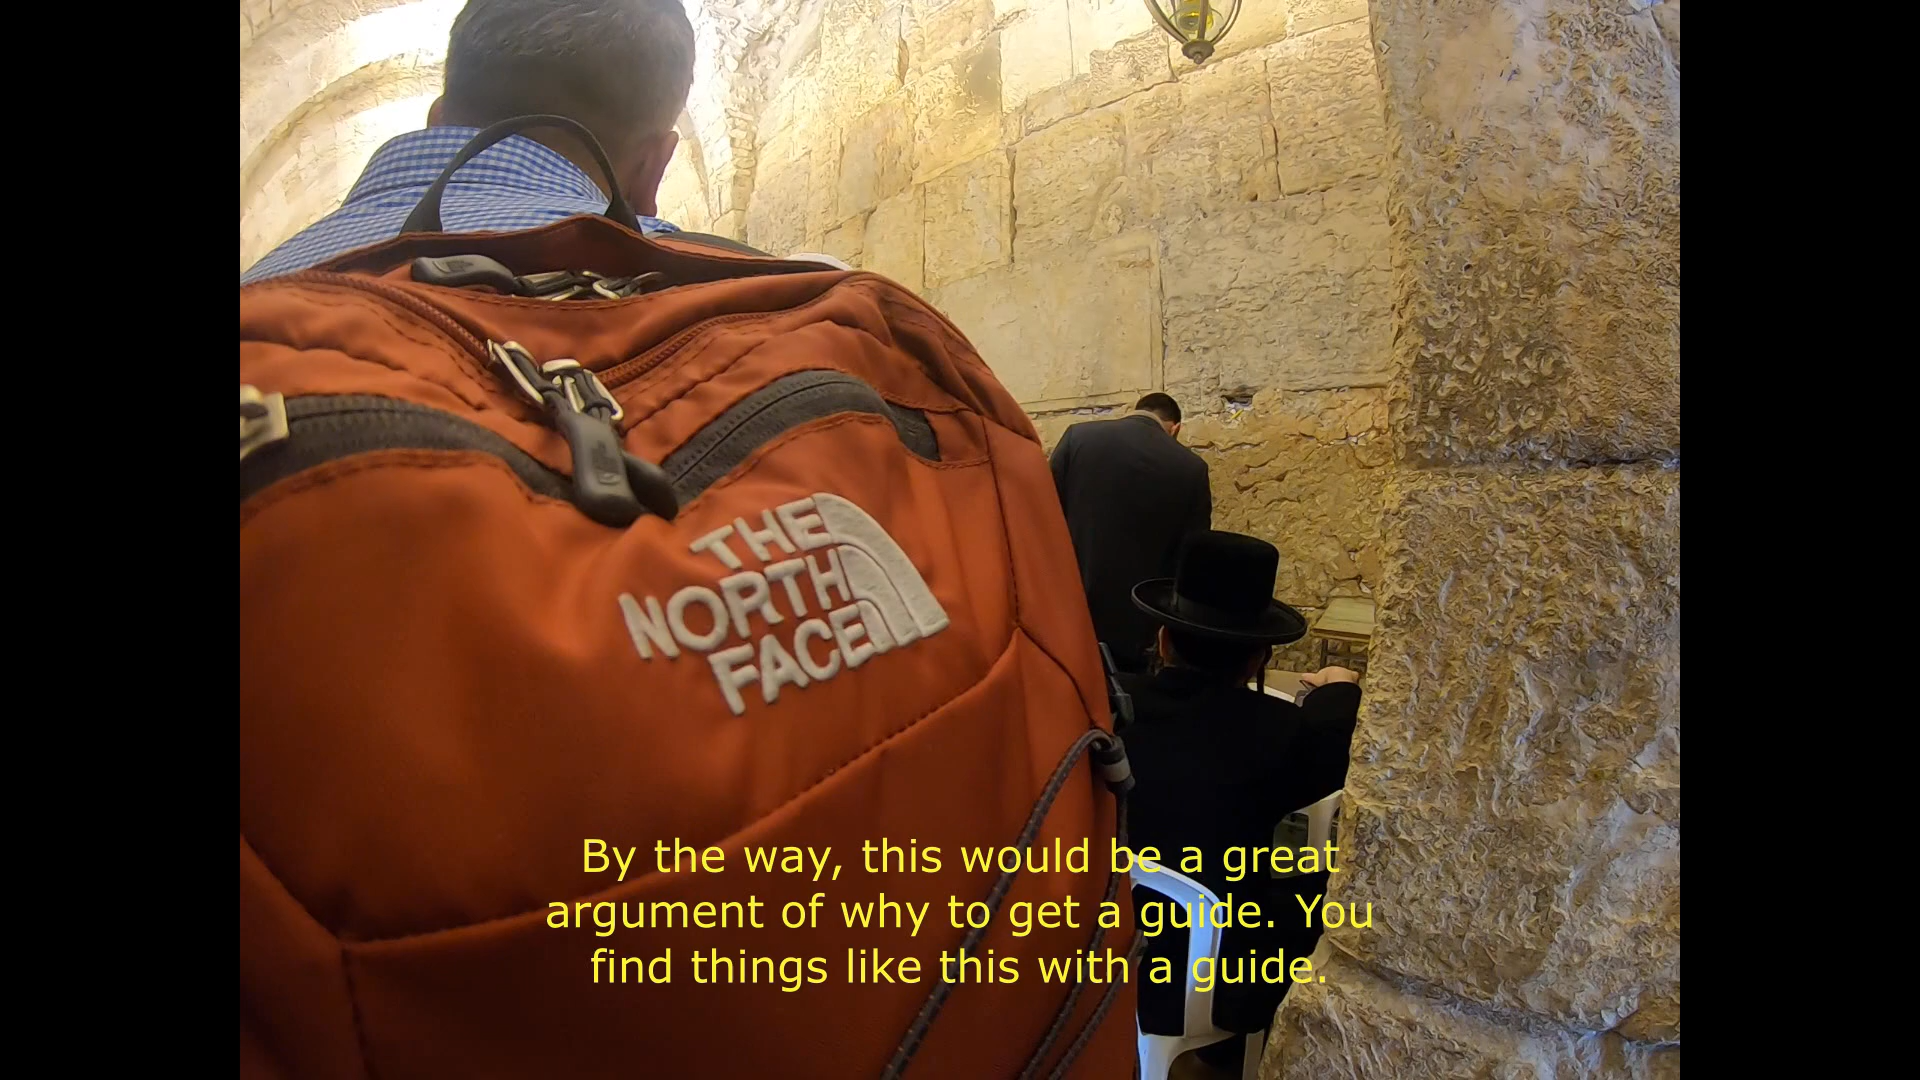 THE
NORTH
FACE
By the way, this would be a great
argument of why to get a guide. You
find things like this with a guide.